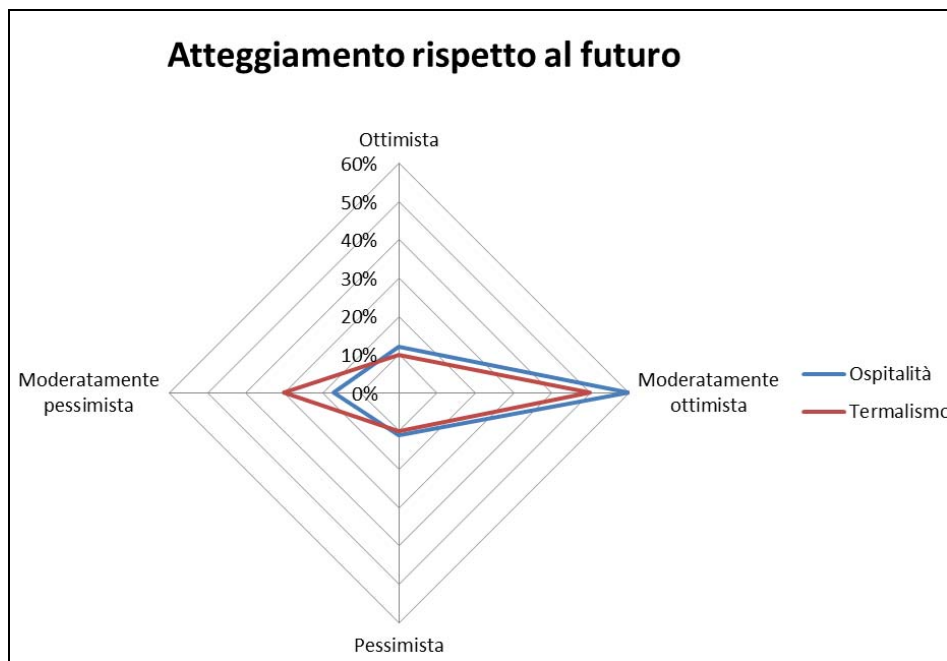 Atteggiamento rispetto al futuro
Ottimista
60%
50%
40%
30%
20%
10%
0%
Moderatamente
pessimista
Moderatamente
ottimista
Pessimista
Ospitalità
Termalismo